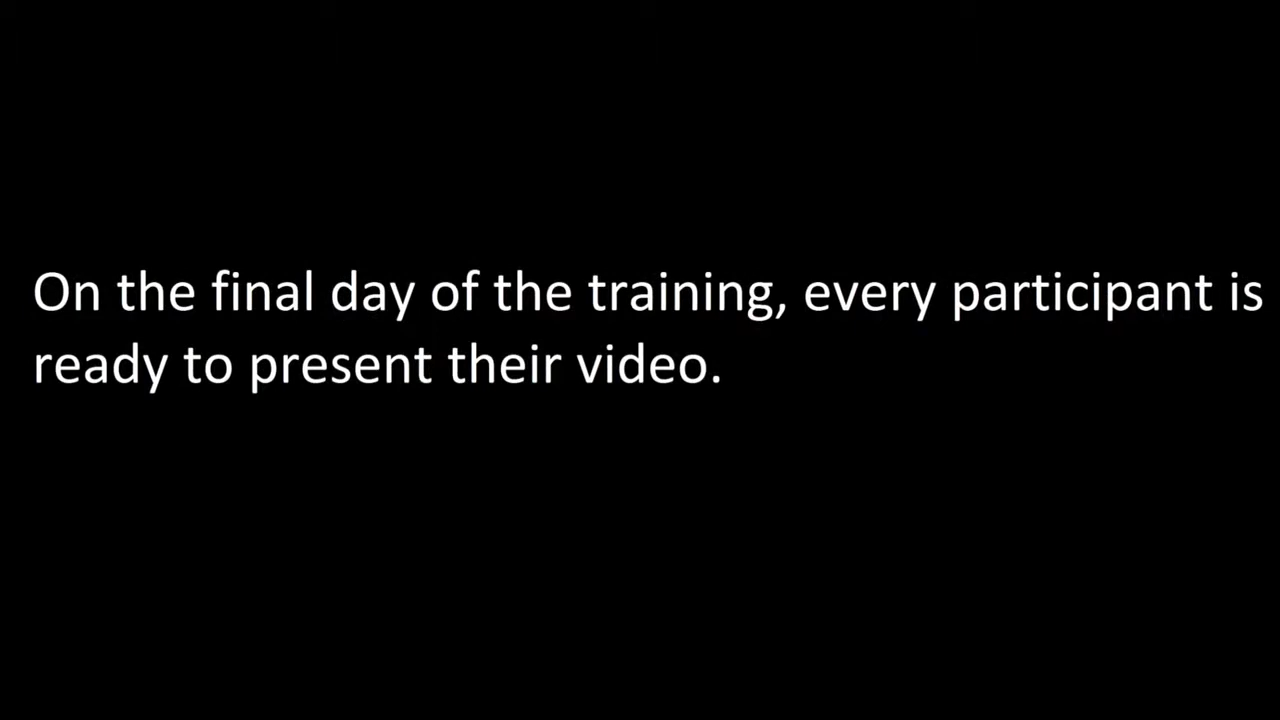 On the final day of the training, every participant is
ready to present their video.